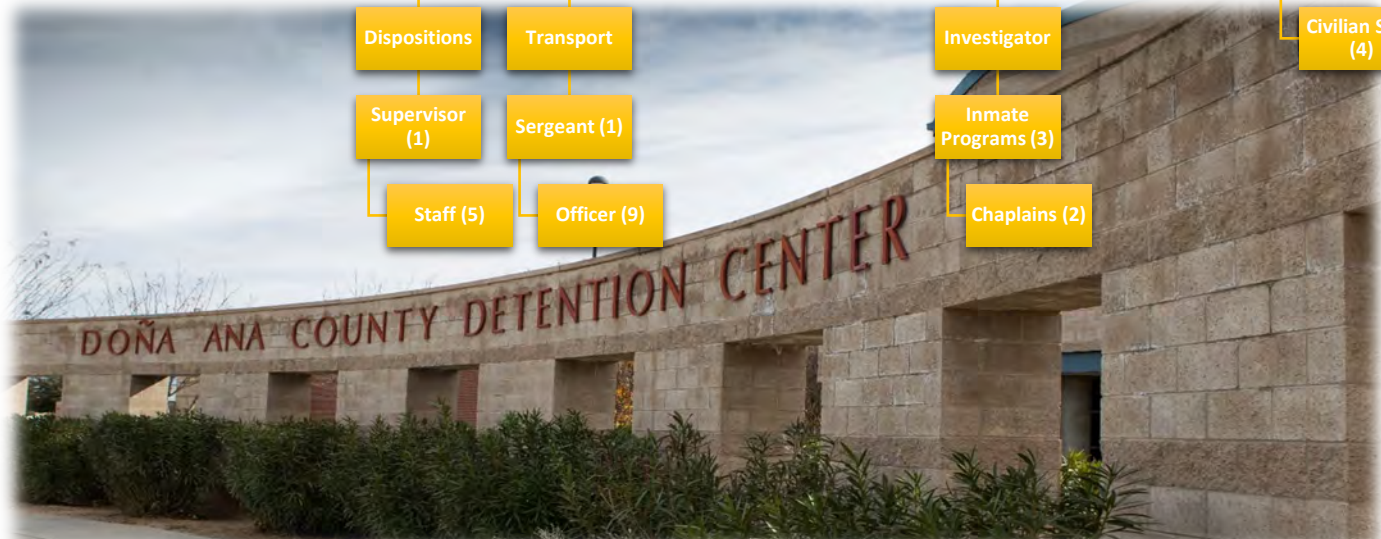 Dispositions
Transport
Investigator
Civilian
(4)
Supervisor
(1)
Sergeant (1)
Inmate
Programs (3)
Staff (5)
Officer (9)
Chaplains (2)
DOÑA ANA COUNTY DETENTION CENTER